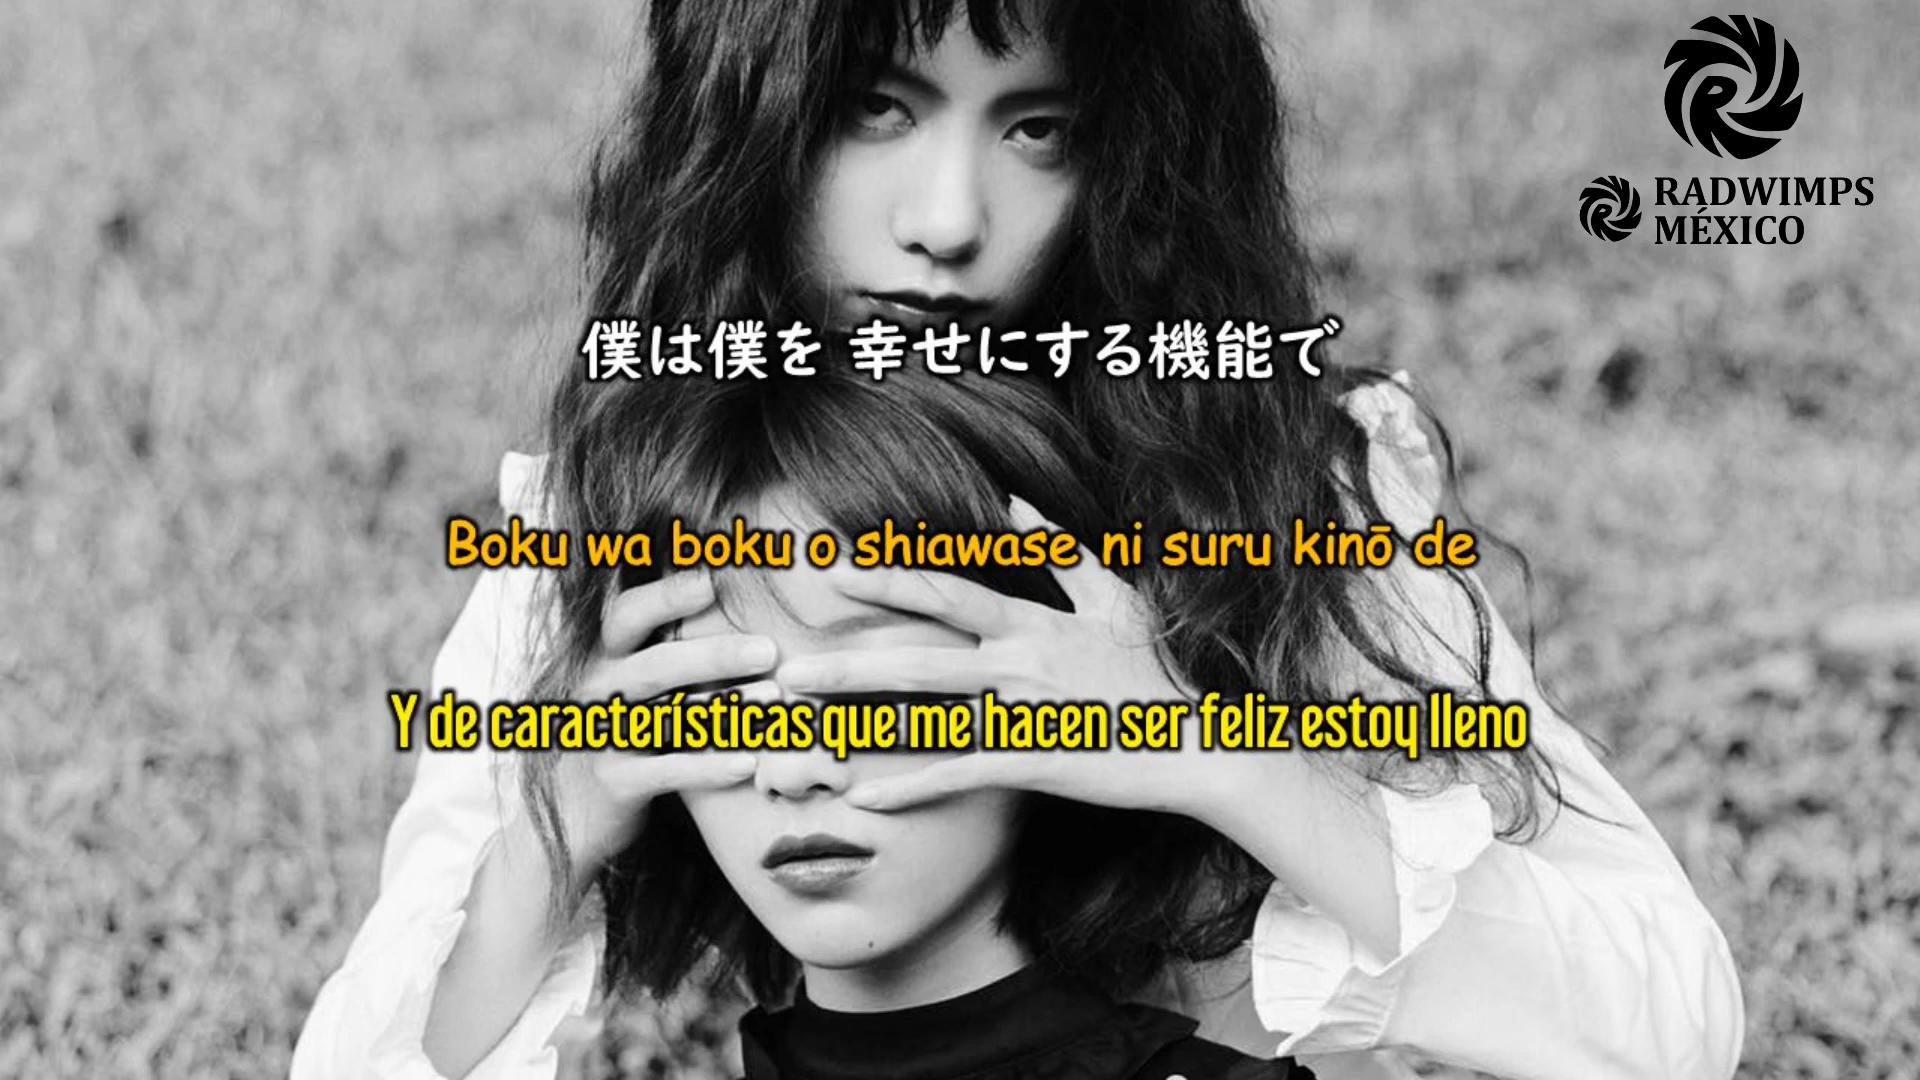 RADWIMPS
MÉXICO
僕は僕を 幸せにする機能で
Boku wa boku o shiawase ni suru kinō de
Y de características que me hacen ser feliz estoy lleno